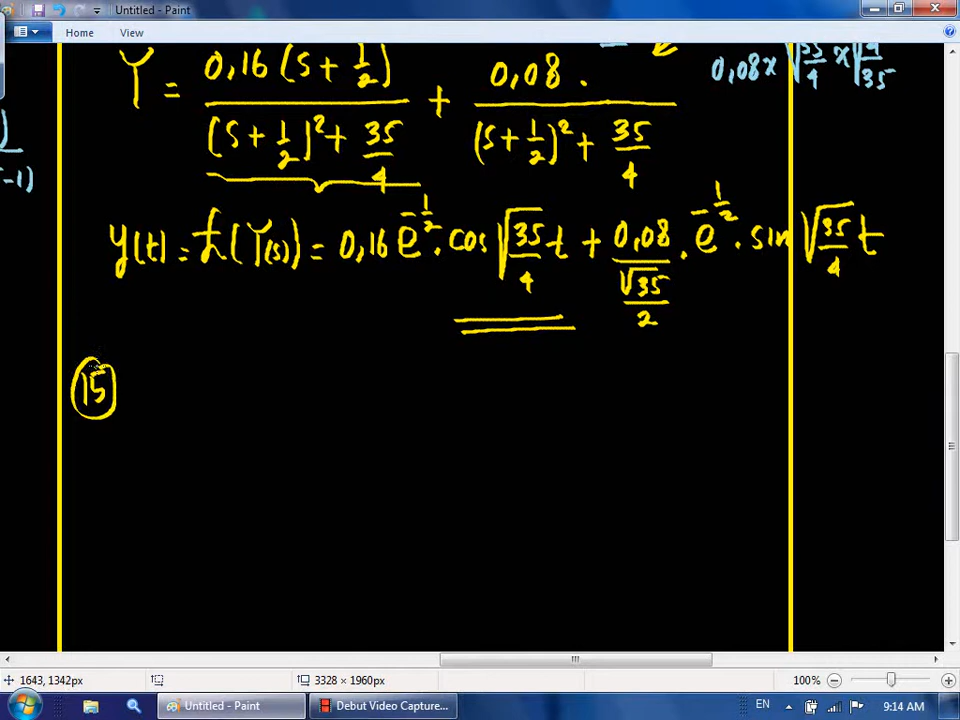 Untitled - Paint
Home View
Y = 0,16 (S + 1/2) / (S + 1/2)² + 35/4 + 0,08 . / (S + 1/2)² + 35/4
0,08 x √35/4 x √4/35
-1)
y(t) = ℒ(Y(s)) = 0,16 e^-1/2 . cos √35/4 t + 0,08 / √35/2 . e^-1/2 . sin √35/4 t
15
1643, 1342px 3328 × 1960px 100%
Untitled - Paint Debut Video Capture... EN 9:14 AM